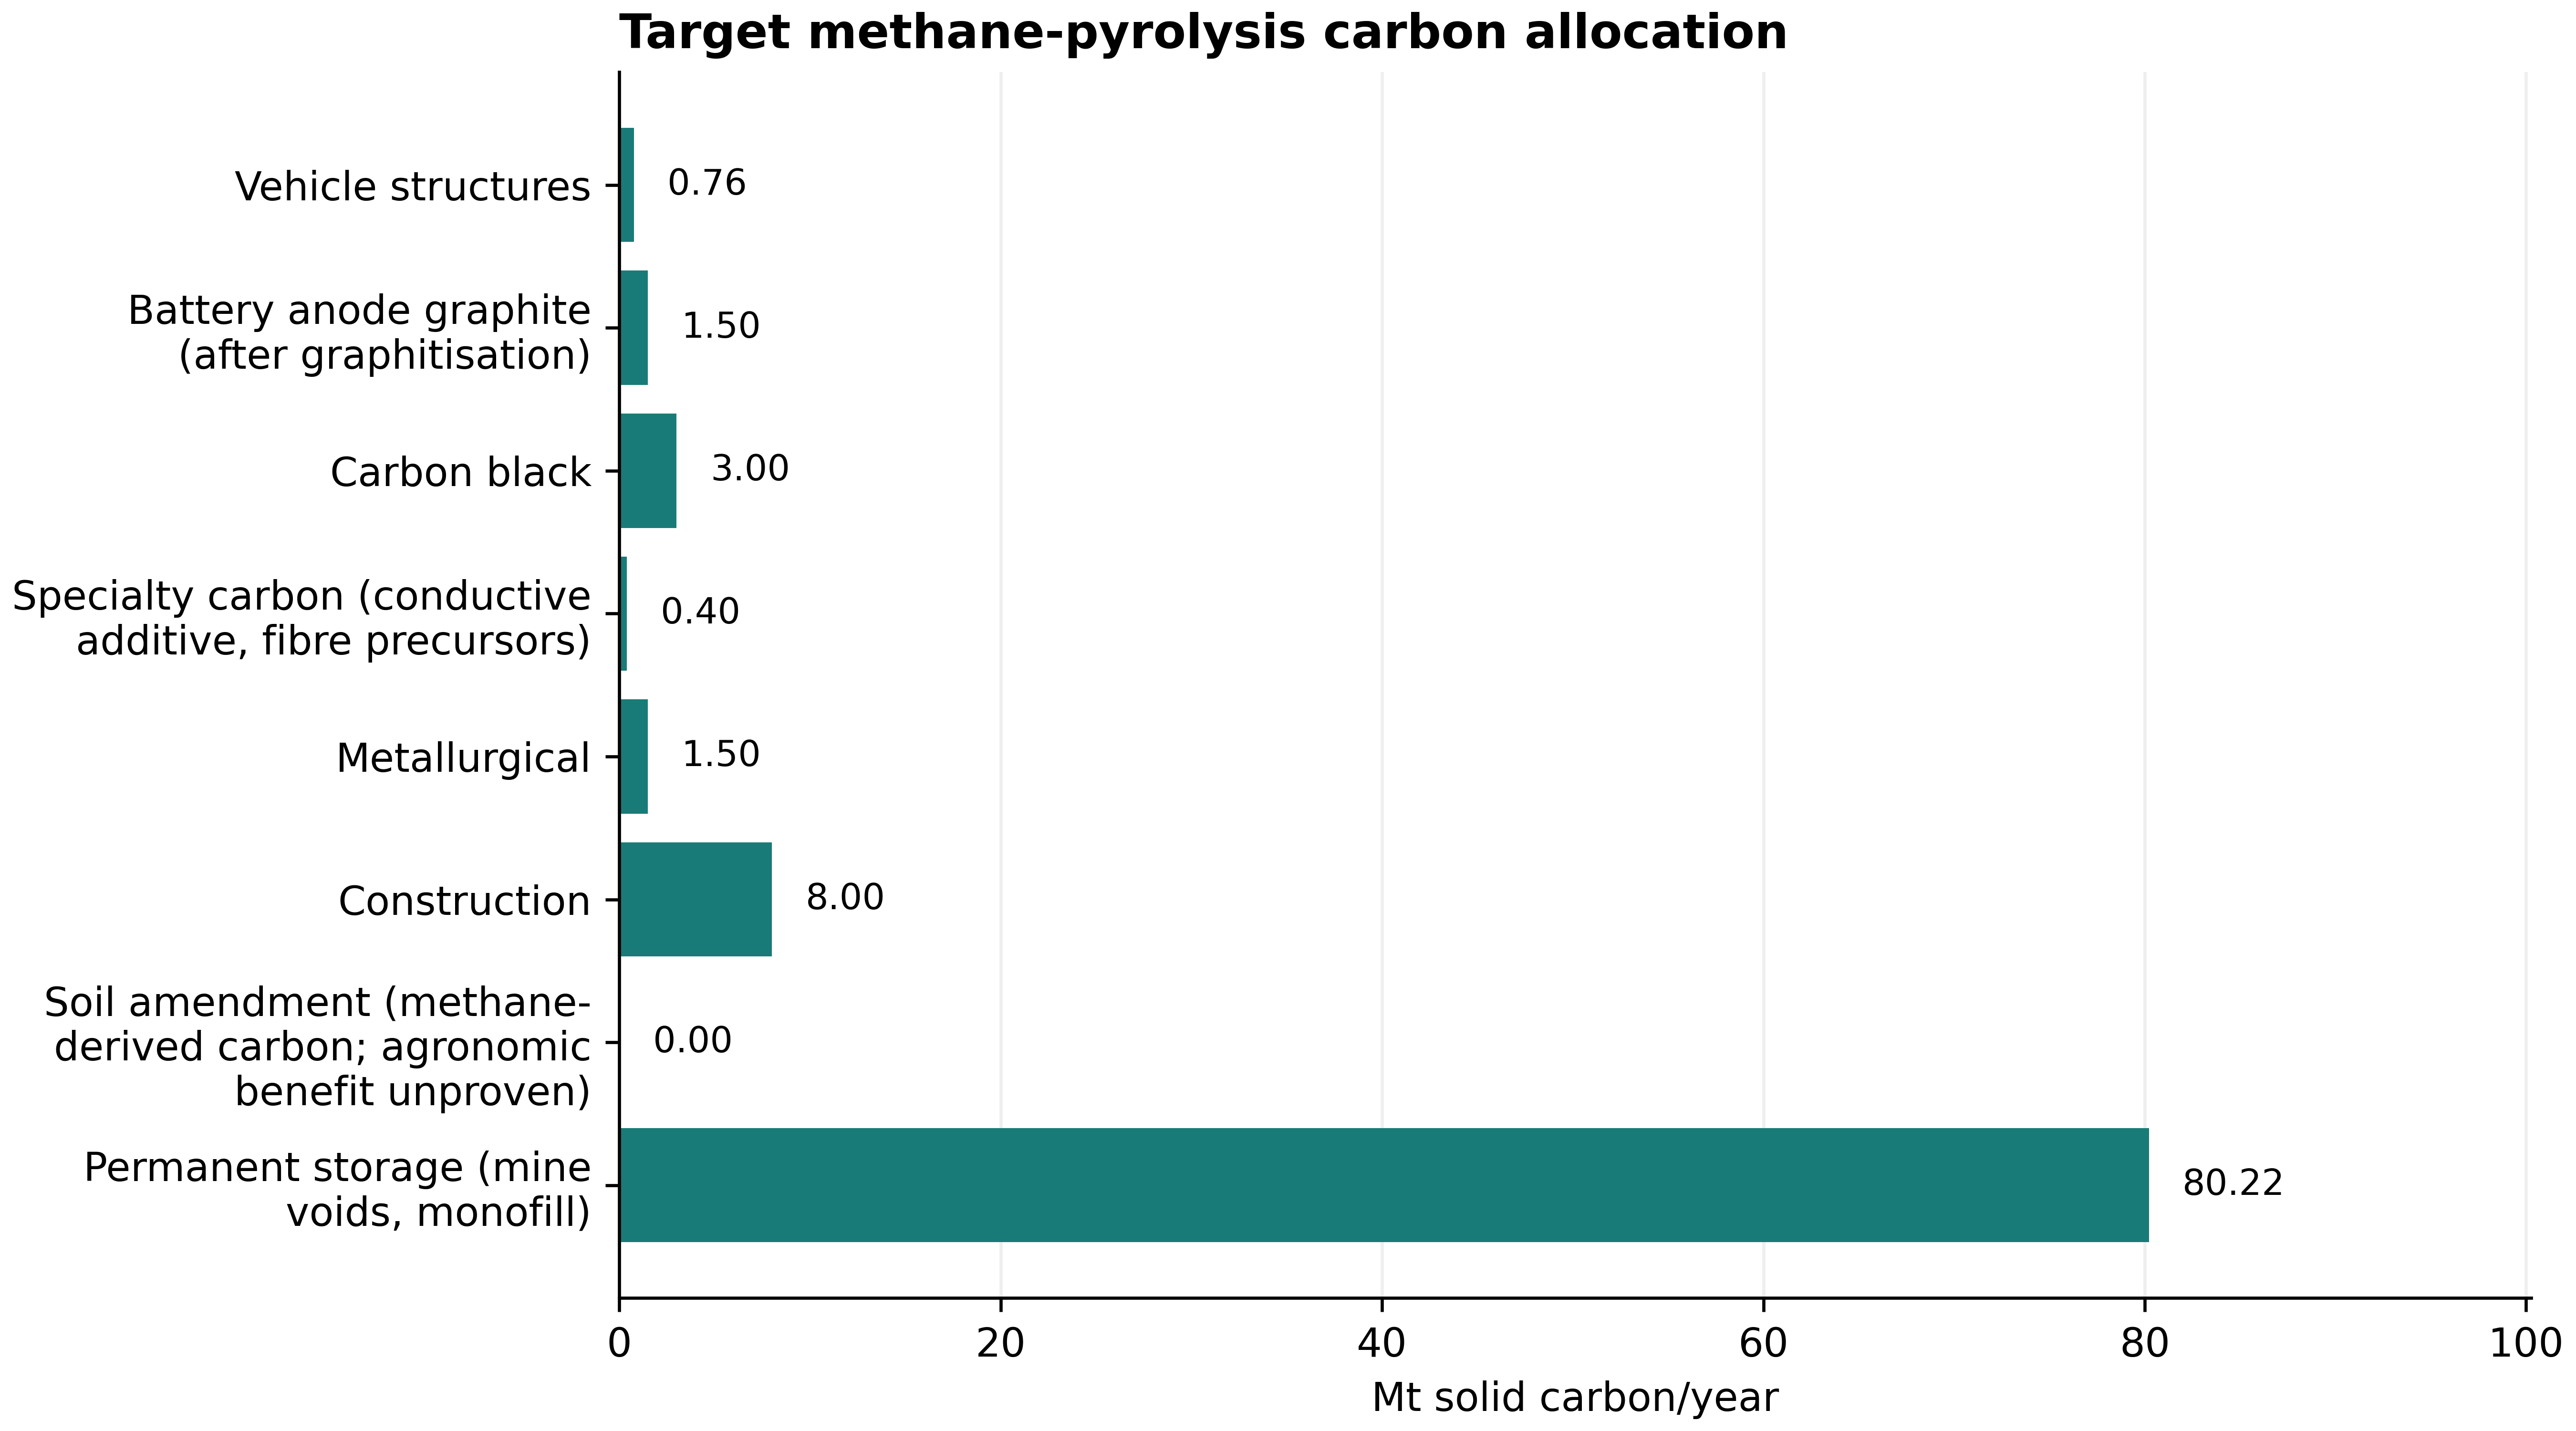 Target methane-pyrolysis carbon allocation
Vehicle structures
0.76
Battery anode graphite
(after graphitisation)
1.50
Carbon black
3.00
Specialty carbon (conductive
additive, fibre precursors)
0.40
Metallurgical
1.50
Construction
8.00
Soil amendment (methane-
derived carbon; agronomic
benefit unproven)
0.00
Permanent storage (mine
voids, monofill)
80.22
0 20 40 60 80 100
Mt solid carbon/year